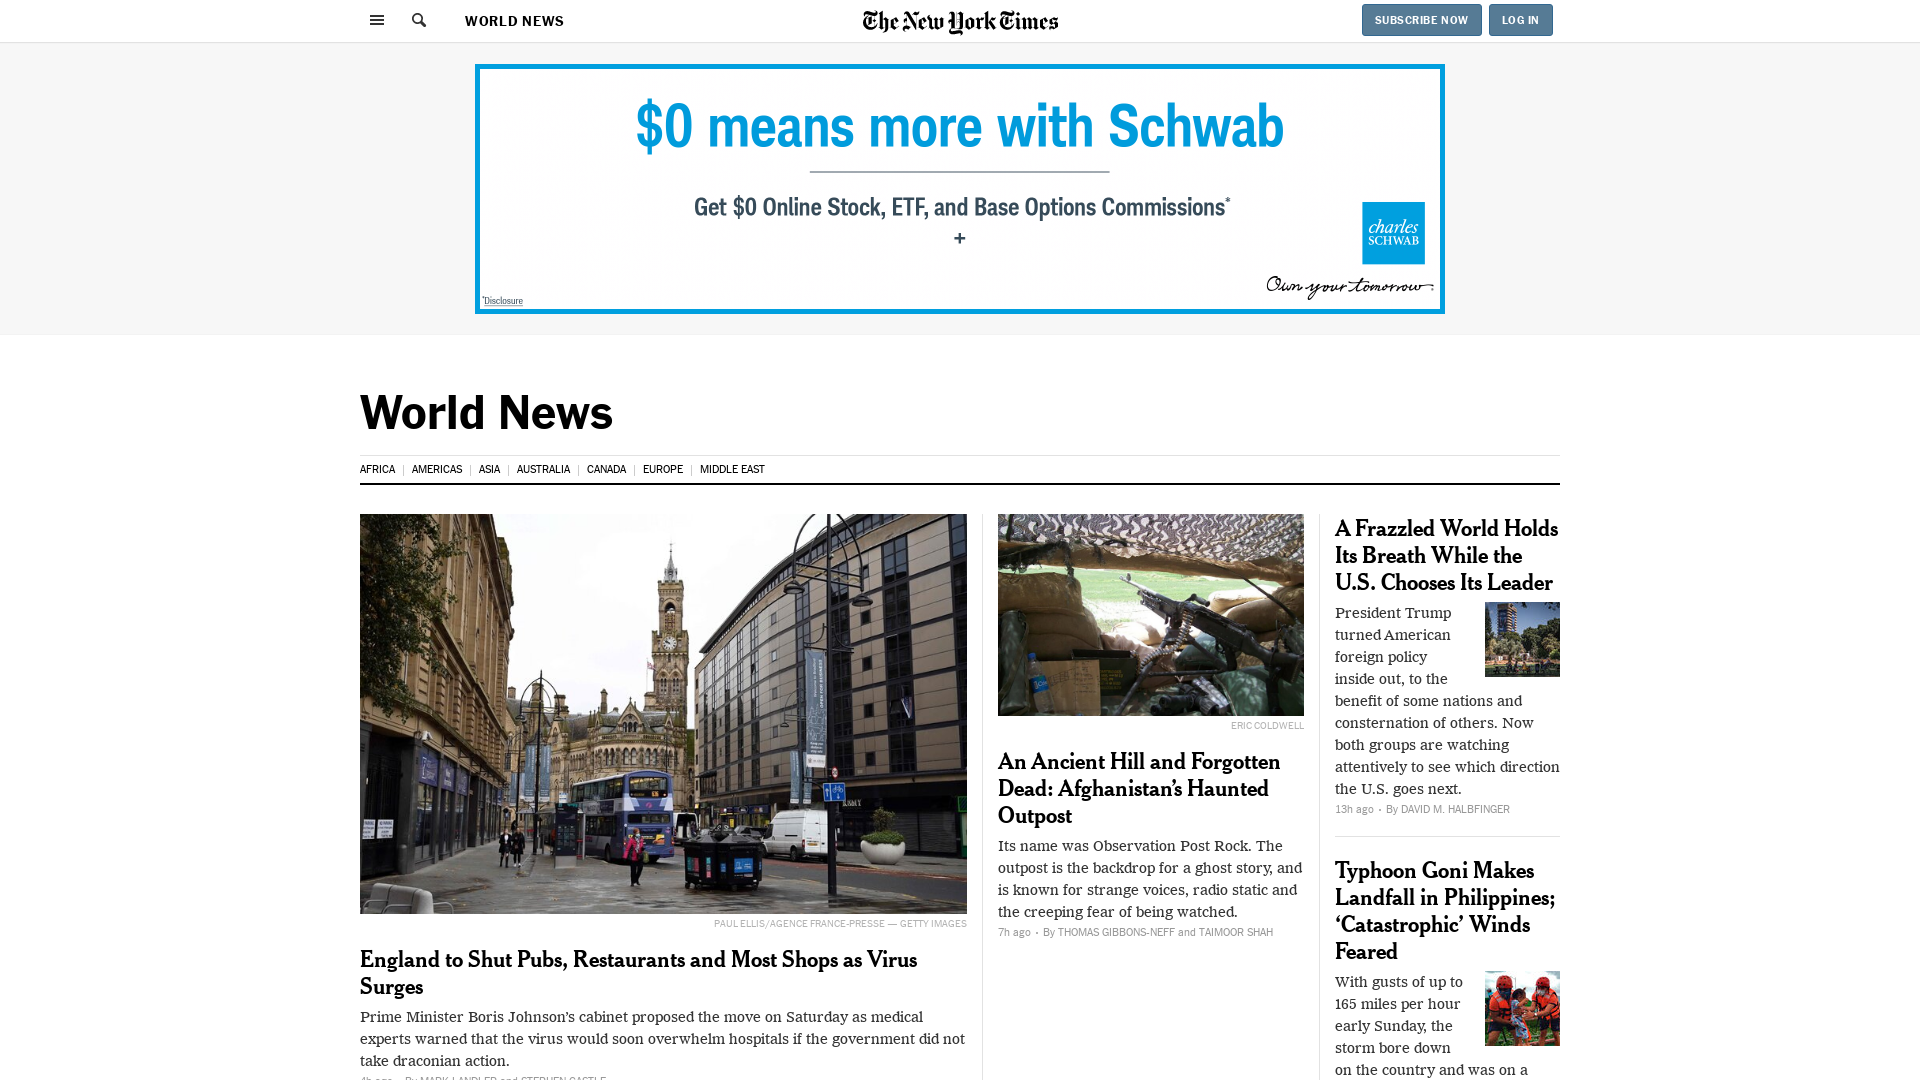 WORLD NEWS
The New York Times
SUBSCRIBE NOW
LOG IN
$0 means more with Schwab
Get $0 Online Stock, ETF, and Base Options Commissions*
+
charles
SCHWAB
Own your tomorrow.
*Disclosure
World News
AFRICA
AMERICAS
ASIA
AUSTRALIA
CANADA
EUROPE
MIDDLE EAST
PAUL ELLIS/AGENCE FRANCE-PRESSE — GETTY IMAGES
England to Shut Pubs, Restaurants and Most Shops as Virus
Surges
Prime Minister Boris Johnson’s cabinet proposed the move on Saturday as medical
experts warned that the virus would soon overwhelm hospitals if the government did not
take draconian action.
4h ago • By MARK LANDLER and STEPHEN CASTLE
ERIC COLDWELL
An Ancient Hill and Forgotten
Dead: Afghanistan’s Haunted
Outpost
Its name was Observation Post Rock. The
outpost is the backdrop for a ghost story, and
is known for strange voices, radio static and
the creeping fear of being watched.
7h ago • By THOMAS GIBBONS-NEFF and TAIMOOR SHAH
A Frazzled World Holds
Its Breath While the
U.S. Chooses Its Leader
President Trump
turned American
foreign policy
inside out, to the
benefit of some nations and
consternation of others. Now
both groups are watching
attentively to see which direction
the U.S. goes next.
13h ago • By DAVID M. HALBFINGER
Typhoon Goni Makes
Landfall in Philippines;
‘Catastrophic’ Winds
Feared
With gusts of up to
165 miles per hour
early Sunday, the
storm bore down
on the country and was on a